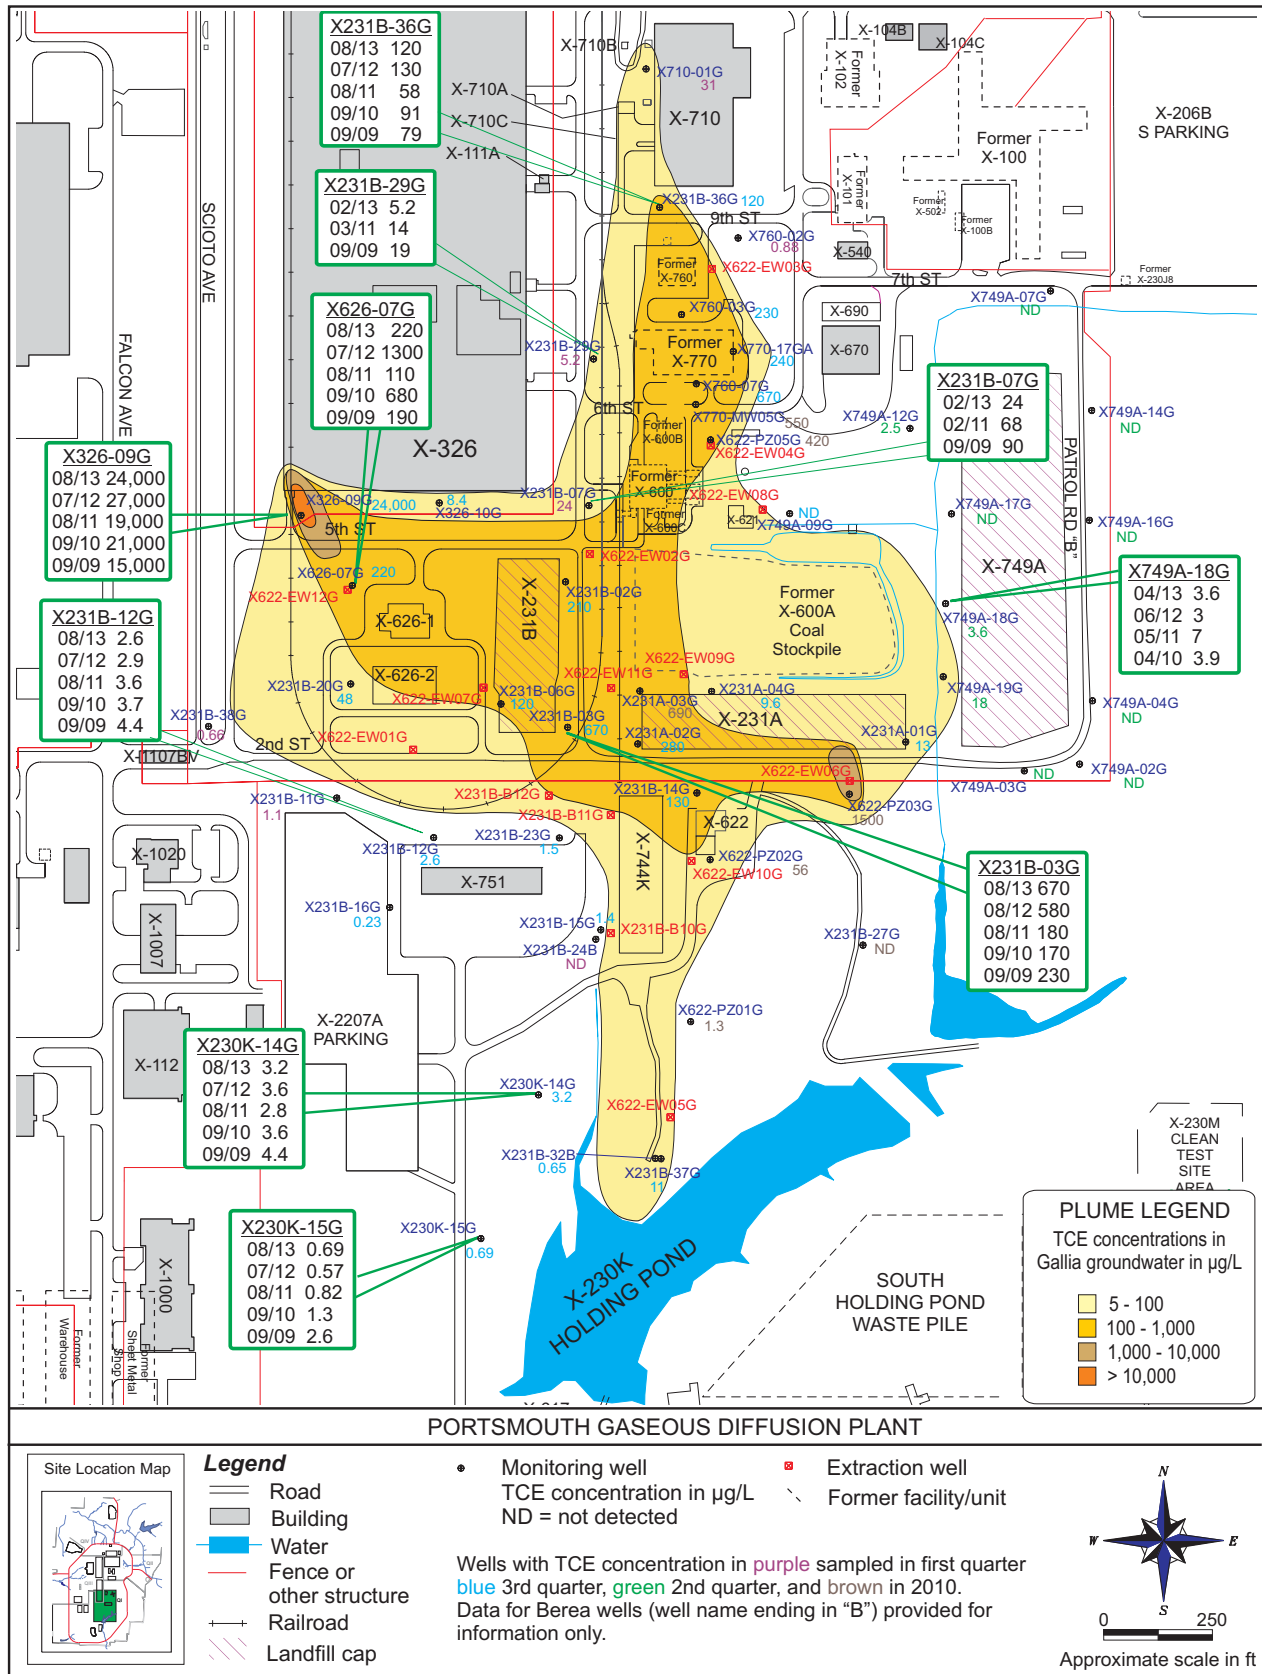 X231B-36G
08/13 120
07/12 130
08/11 58
09/10 91
09/09 79
X-710B
X710-01G
31
X-710A
X-710C
X-710
X-111A
X-104B
X-104C
Former
X-102
Former
X-100
X-206B
S PARKING
Former
X-101
Former
X-502
Former
X-100B
X231B-29G
02/13 5.2
03/11 14
09/09 19
X231B-36G 120
9th ST
X760-02G
0.88
X622-EW03G
X-540
7th ST
Former
X-230J8
X749A-07G
ND
SCIOTO AVE
FALCON AVE
X626-07G
08/13 220
07/12 1300
08/11 110
09/10 680
09/09 190
Former
X-760
X760-03G
230
X-690
X-670
X231B-29G
5.2
Former
X-770
X770-17GA
240
X760-07G
670
6th ST
X770-MW05G
550
X622-PZ05G
420
X622-EW04G
Former
X-600B
X749A-12G
2.5
X231B-07G
02/13 24
02/11 68
09/09 90
X749A-14G
ND
PATROL RD "B"
X-326
X326-09G
08/13 24,000
07/12 27,000
08/11 19,000
09/10 21,000
09/09 15,000
X326-09G
24,000
5th ST
8.4
X326-10G
X231B-07G
24
Former
X-600
Former
X-600C
X622-EW08G
X-621
ND
X749A-09G
X749A-17G
ND
X749A-16G
ND
X-749A
X749A-18G
04/13 3.6
06/12 3
05/11 7
04/10 3.9
X749A-18G
3.6
X626-07G
220
X622-EW12G
X622-EW02G
X231B-02G
210
X-231B
X-626-1
X-626-2
Former
X-600A
Coal
Stockpile
X231B-12G
08/13 2.6
07/12 2.9
08/11 3.6
09/10 3.7
09/09 4.4
X231B-20G
48
X622-EW07G
X231B-06G
120
X622-EW11G
X622-EW09G
X231A-03G
690
X231A-04G
9.6
X749A-19G
18
X749A-04G
ND
X231B-38G
0.66
X231B-03G
670
X-231A
X231A-02G
280
X231A-01G
13
2nd ST
X622-EW01G
X-1107BV
X622-EW06G
ND
X749A-03G
X749A-02G
ND
X231B-11G
1.1
X231B-B12G
X231B-B11G
X231B-14G
130
X622-PZ03G
1500
X-622
X231B-12G
2.6
X231B-23G
1.5
X-744K
X622-PZ02G
56
X622-EW10G
X-1020
X-751
X231B-03G
08/13 670
08/12 580
08/11 180
09/10 170
09/09 230
X231B-16G
0.23
X-1007
X231B-15G
1.4
X231B-B10G
X231B-24B
ND
X231B-27G
ND
X-2207A
PARKING
X622-PZ01G
1.3
X-112
X230K-14G
08/13 3.2
07/12 3.6
08/11 2.8
09/10 3.6
09/09 4.4
X230K-14G
3.2
X622-EW05G
X231B-32B
0.65
X231B-37G
11
X-230M
CLEAN
TEST
SITE
AREA
X230K-15G
08/13 0.69
07/12 0.57
08/11 0.82
09/10 1.3
09/09 2.6
X230K-15G
0.69
X-1000
Former
Warehouse
Former
Sheet Metal
Shop
X-230K
HOLDING POND
SOUTH
HOLDING POND
WASTE PILE
PLUME LEGEND
TCE concentrations in
Gallia groundwater in µg/L
5 - 100
100 - 1,000
1,000 - 10,000
> 10,000
PORTSMOUTH GASEOUS DIFFUSION PLANT
Site Location Map
Legend
Road
Building
Water
Fence or
other structure
Railroad
Landfill cap
Monitoring well
TCE concentration in µg/L
ND = not detected
Extraction well
Former facility/unit
Wells with TCE concentration in purple sampled in first quarter
blue 3rd quarter, green 2nd quarter, and brown in 2010.
Data for Berea wells (well name ending in “B”) provided for
information only.
N
W
E
S
0 250
Approximate scale in ft